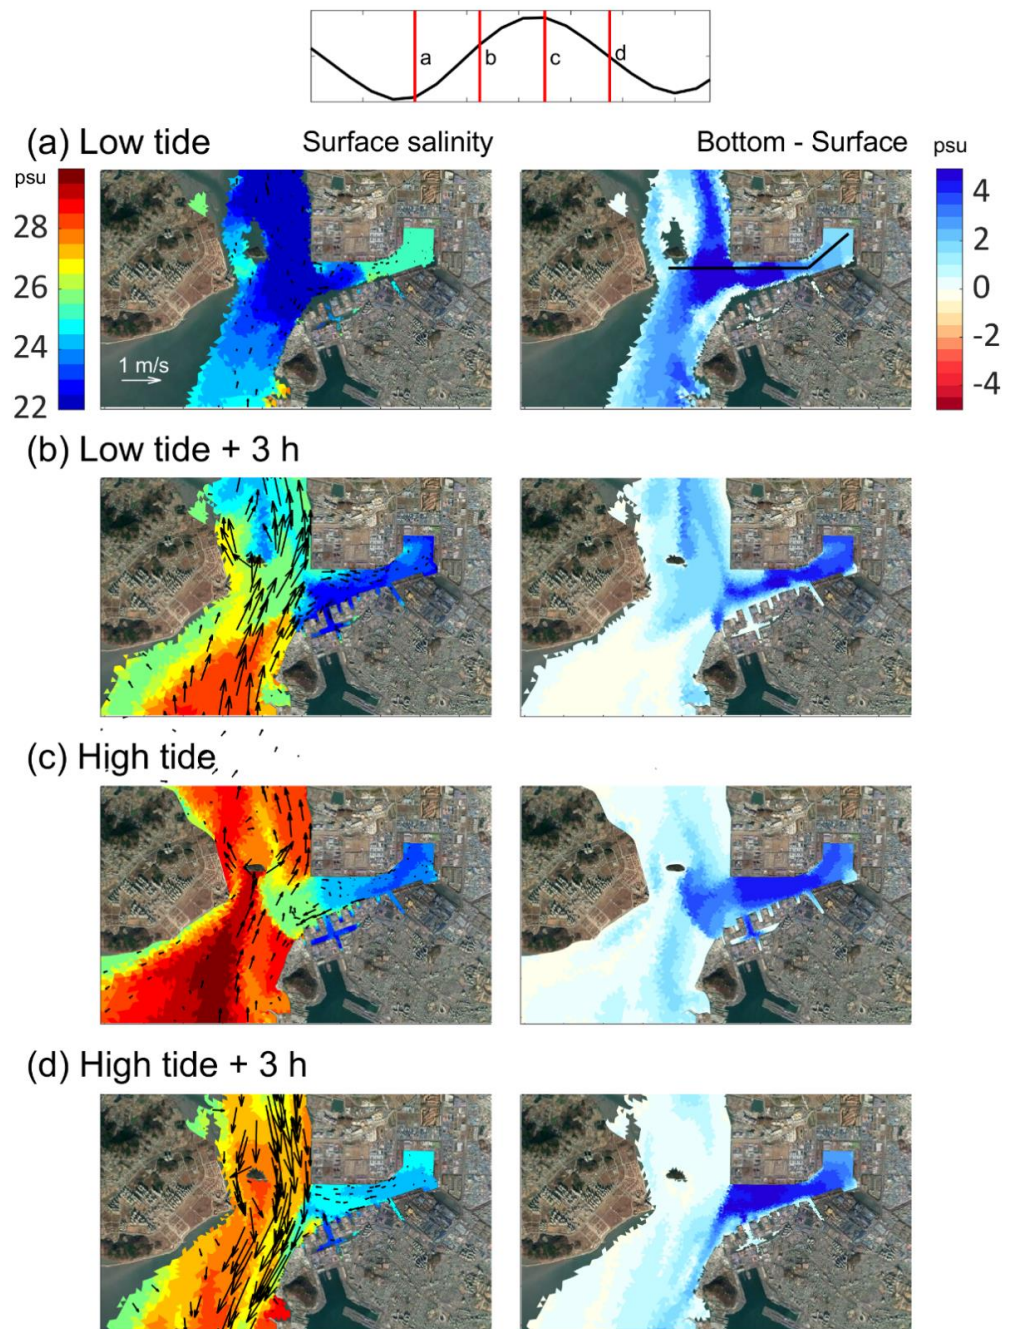 a b c d
(a) Low tide Surface salinity Bottom - Surface psu
psu
28
26
24
22
1 m/s
4
2
0
-2
-4
(b) Low tide + 3 h
(c) High tide
(d) High tide + 3 h